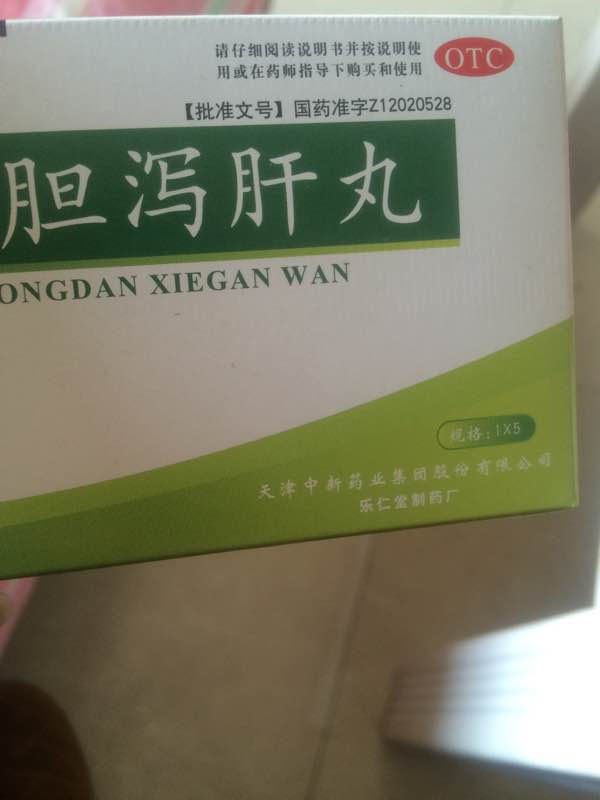 请仔细阅读说明书并按说明使
用或在药师指导下购买和使用
OTC
【批准文号】国药准字Z12020528
胆泻肝丸
ONGDAN XIEGAN WAN
规格:1X5
天津中新药业集团股份有限公司
乐仁堂制药厂